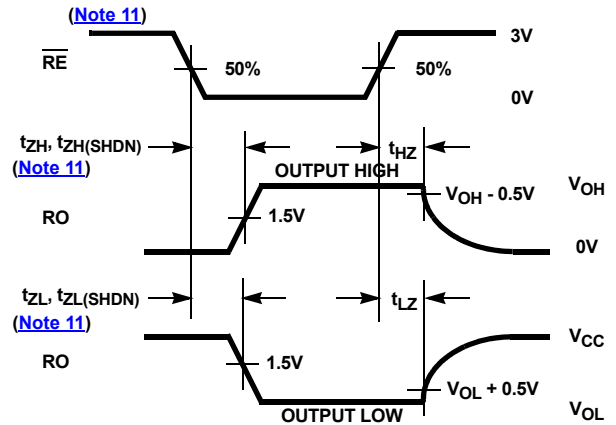 (Note 11)
RE
50%
50%
3V
0V
tZH, tZH(SHDN)
(Note 11)
tHZ
OUTPUT HIGH
VOH - 0.5V
VOH
RO
1.5V
0V
tZL, tZL(SHDN)
(Note 11)
tLZ
RO
1.5V
VCC
VOL + 0.5V
OUTPUT LOW
VOL